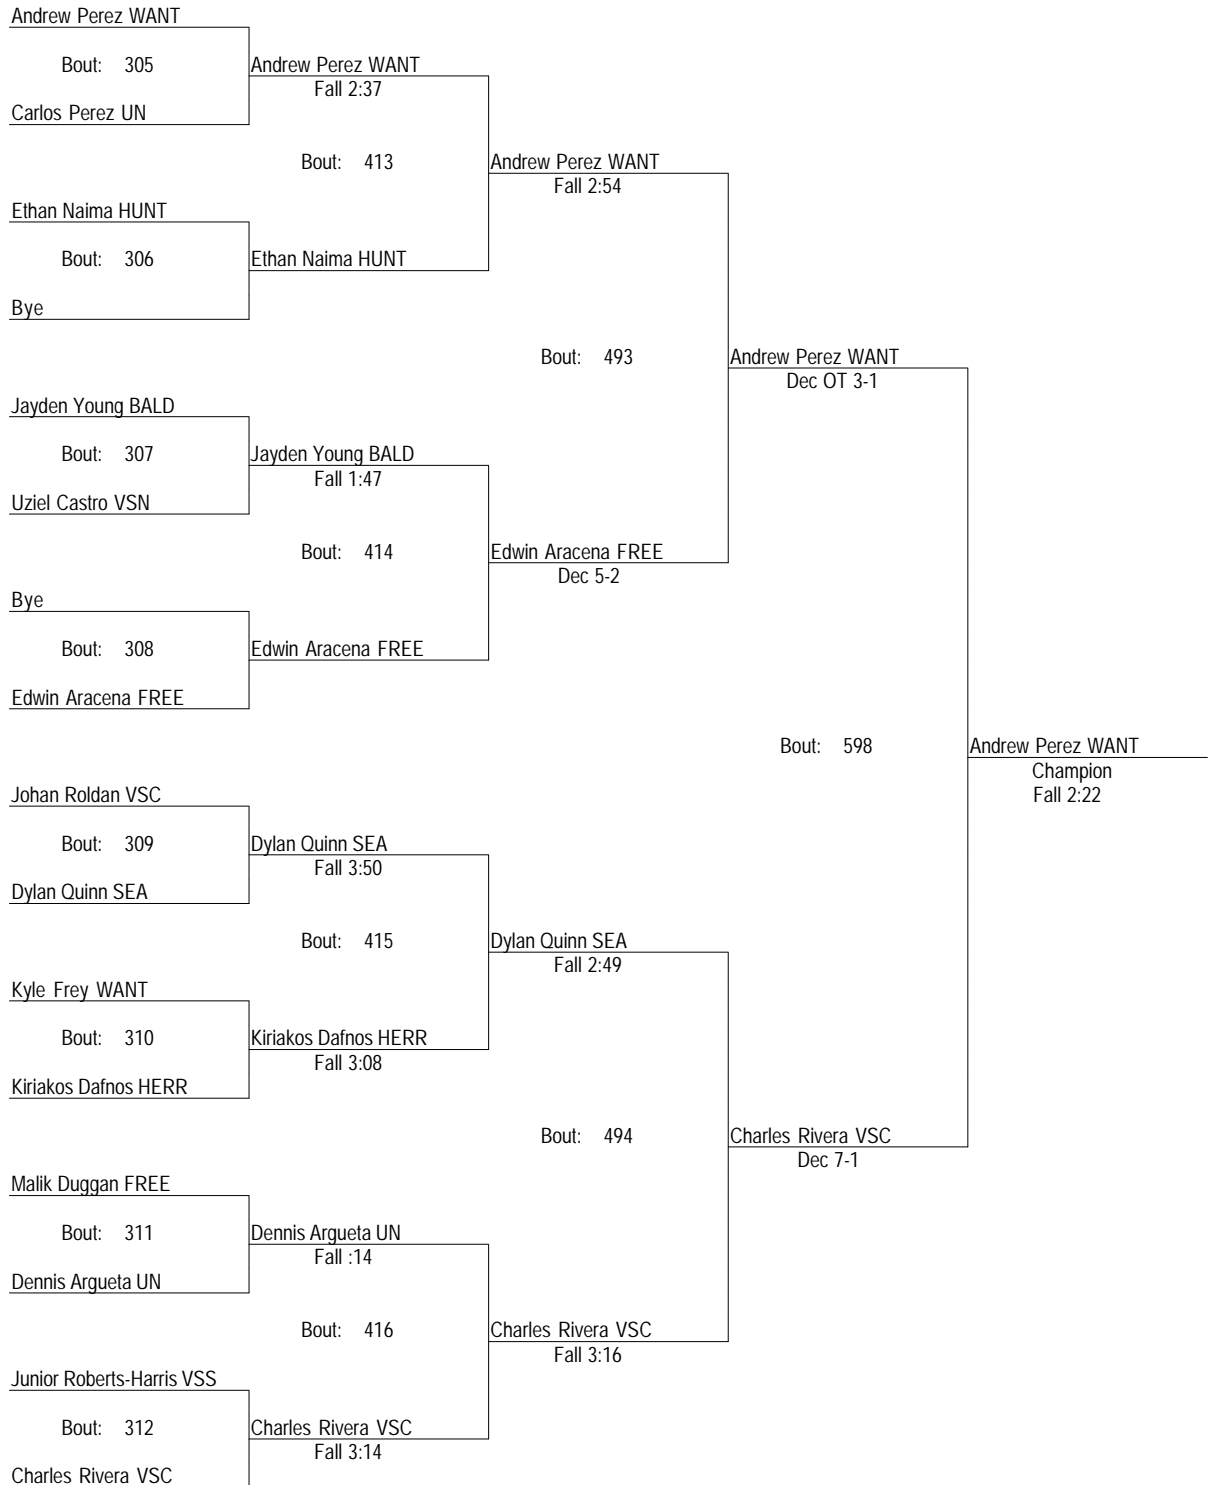 Andrew Perez WANT
Bout: 305
Andrew Perez WANT
Fall 2:37
Carlos Perez UN
Bout: 413
Andrew Perez WANT
Fall 2:54
Ethan Naima HUNT
Bout: 306
Ethan Naima HUNT
Bye
Bout: 493
Andrew Perez WANT
Dec OT 3-1
Jayden Young BALD
Bout: 307
Jayden Young BALD
Fall 1:47
Uziel Castro VSN
Bout: 414
Edwin Aracena FREE
Dec 5-2
Bye
Bout: 308
Edwin Aracena FREE
Edwin Aracena FREE
Bout: 598
Andrew Perez WANT
Champion
Fall 2:22
Johan Roldan VSC
Bout: 309
Dylan Quinn SEA
Fall 3:50
Dylan Quinn SEA
Bout: 415
Dylan Quinn SEA
Fall 2:49
Kyle Frey WANT
Bout: 310
Kiriakos Dafnos HERR
Fall 3:08
Kiriakos Dafnos HERR
Bout: 494
Charles Rivera VSC
Dec 7-1
Malik Duggan FREE
Bout: 311
Dennis Argueta UN
Fall :14
Dennis Argueta UN
Bout: 416
Charles Rivera VSC
Fall 3:16
Junior Roberts-Harris VSS
Bout: 312
Charles Rivera VSC
Fall 3:14
Charles Rivera VSC